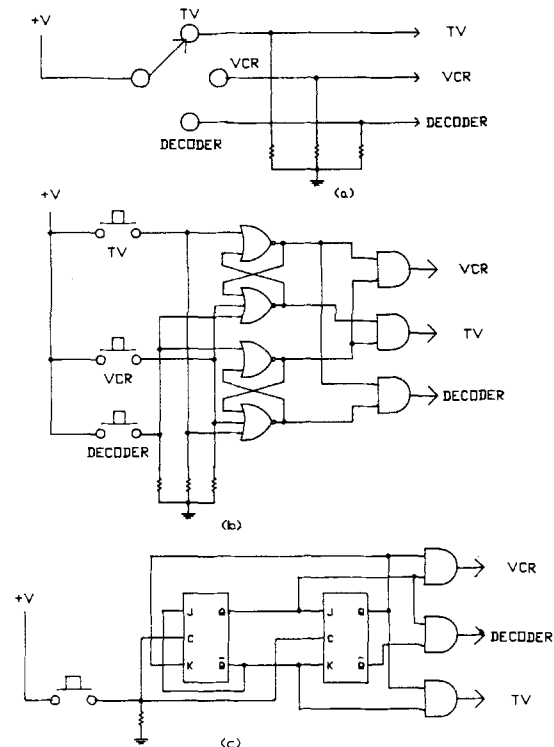 TV
+V
TV
VCR
VCR
DECODER
DECODER
(a)
+V
TV
VCR
TV
VCR
DECODER
DECODER
(b)
VCR
+V
J Q
J Q
C
C
DECODER
K Q̅
K Q̅
TV
(c)